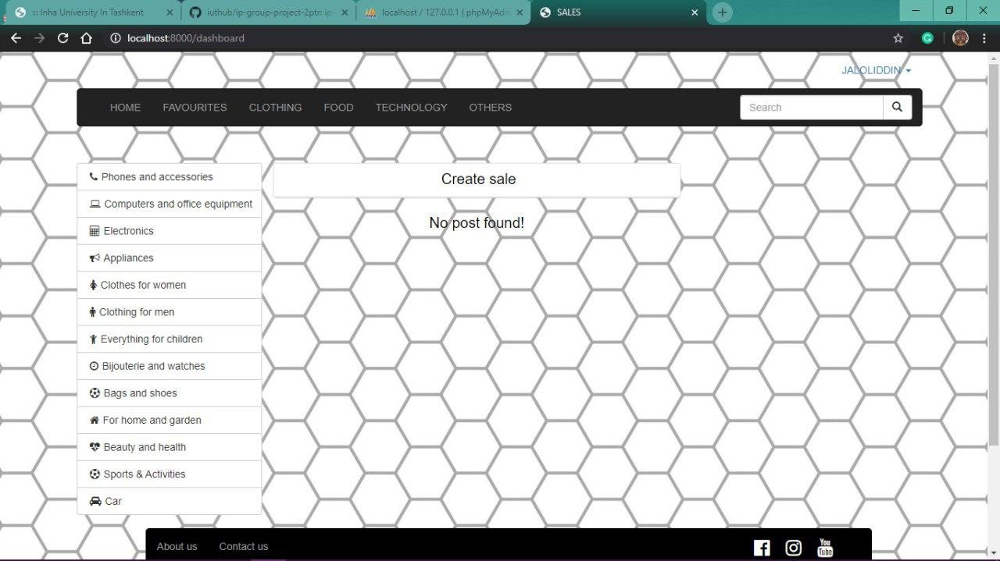 ::: Inha University In Tashkent
iuthub/ip-group-project-2ptn: ip-
localhost / 127.0.0.1 | phpMyAdm
SALES
localhost:8000/dashboard
JALOLIDDIN
HOME FAVOURITES CLOTHING FOOD TECHNOLOGY OTHERS Search
Phones and accessories
Create sale
Computers and office equipment
No post found!
Electronics
Appliances
Clothes for women
Clothing for men
Everything for children
Bijouterie and watches
Bags and shoes
For home and garden
Beauty and health
Sports & Activities
Car
About us Contact us
You
Tube